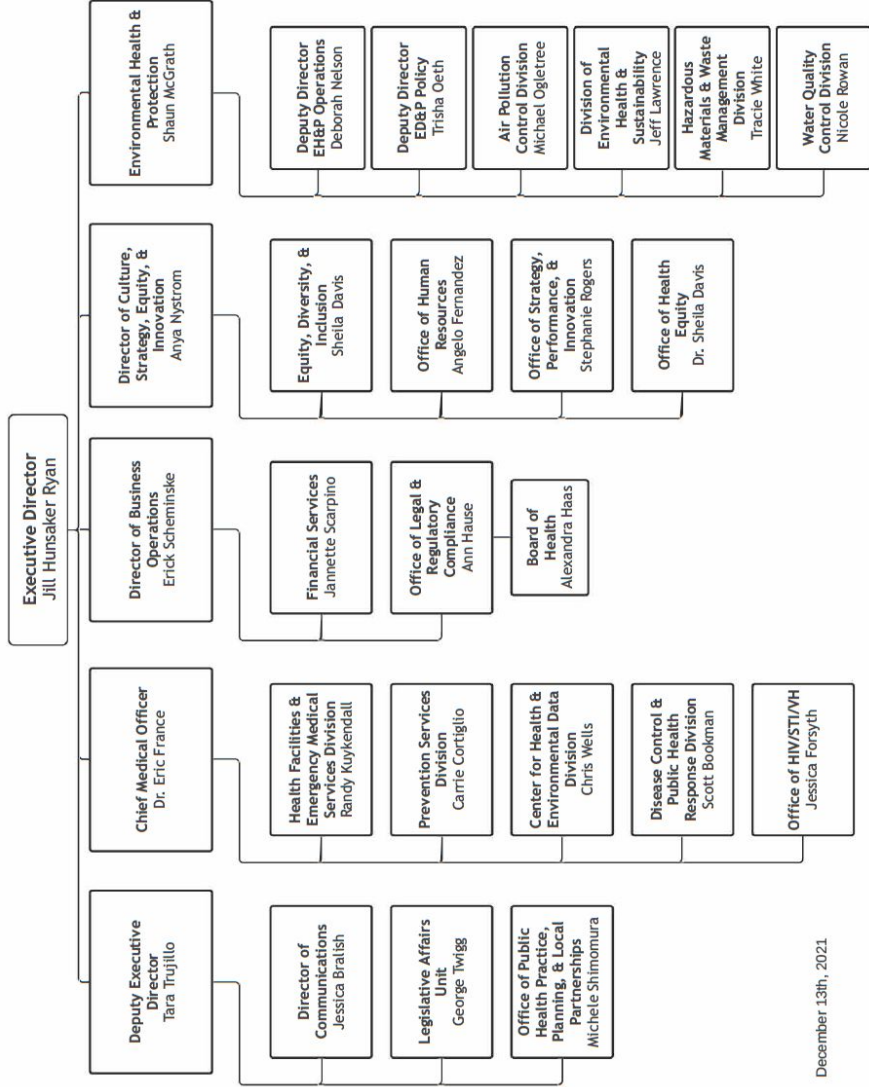 Executive Director
Jill Hunsaker Ryan
Deputy Executive
Director
Tara Trujillo
Director of
Communications
Jessica Bralish
Legislative Affairs
Unit
George Twigg
Office of Public
Health Practice,
Planning, & Local
Partnerships
Michele Shimomura
Chief Medical Officer
Dr. Eric France
Health Facilities &
Emergency Medical
Services Division
Randy Kuykendall
Prevention Services
Division
Carrie Cortiglio
Center for Health &
Environmental Data
Division
Chris Wells
Disease Control &
Public Health
Response Division
Scott Bookman
Office of HIV/STI/VH
Jessica Forsyth
Director of Business
Operations
Erick Scheminske
Financial Services
Jannette Scarpino
Office of Legal &
Regulatory
Compliance
Ann Hause
Board of
Health
Alexandra Haas
Director of Culture,
Strategy, Equity, &
Innovation
Anya Nystrom
Equity, Diversity, &
Inclusion
Sheila Davis
Office of Human
Resources
Angelo Fernandez
Office of Strategy,
Performance, &
Innovation
Stephanie Rogers
Office of Health
Equity
Dr. Sheila Davis
Environmental Health &
Protection
Shaun McGrath
Deputy Director
EH&P Operations
Deborah Nelson
Deputy Director
ED&P Policy
Trisha Oeth
Air Pollution
Control Division
Michael Ogletree
Division of
Environmental
Health &
Sustainability
Jeff Lawrence
Hazardous
Materials & Waste
Management
Division
Tracie White
Water Quality
Control Division
Nicole Rowan
December 13th, 2021